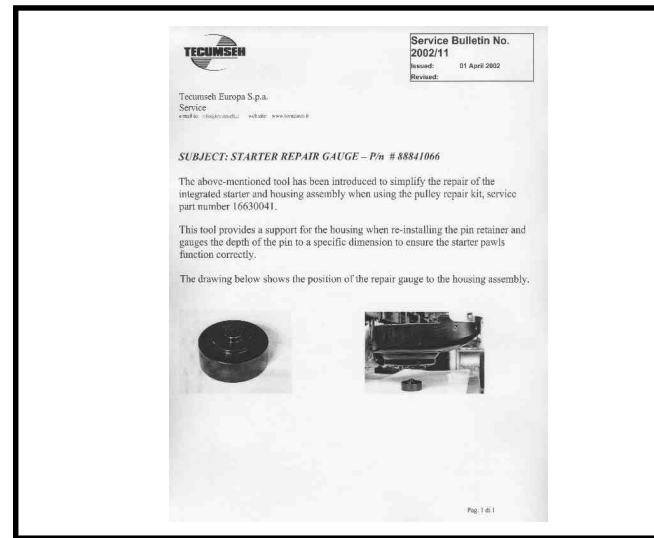 TECUMSEH
Service Bulletin No.
2002/11
Issued: 01 April 2002
Revised:
Tecumseh Europa S.p.a.
Service
SUBJECT: STARTER REPAIR GAUGE – P/n # 88841066
The above-mentioned tool has been introduced to simplify the repair of the
integrated starter and housing assembly when using the pulley repair kit, service
part number 16630041.
This tool provides a support for the housing when re-installing the pin retainer and
gauges the depth of the pin to a specific dimension to ensure the starter pawls
function correctly.
The drawing below shows the position of the repair gauge to the housing assembly.
Pag. 1 di 1